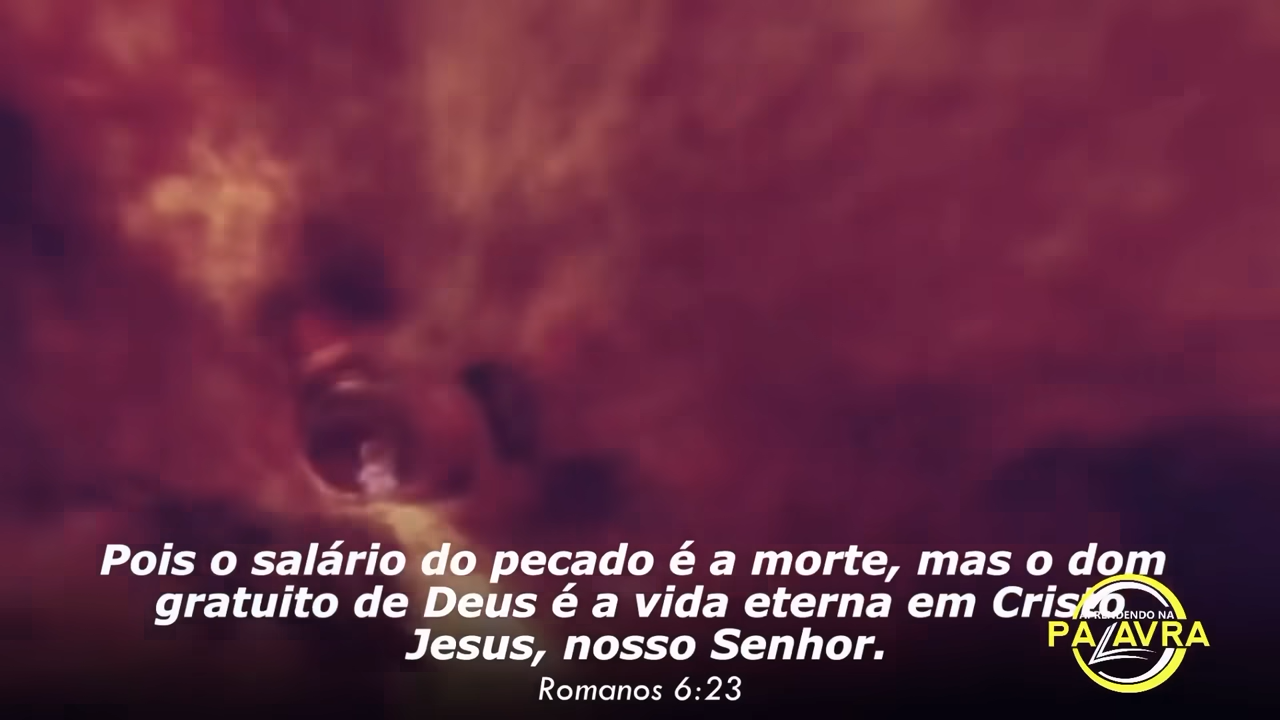 Pois o salário do pecado é a morte, mas o dom
gratuito de Deus é a vida eterna em Cristo
Jesus, nosso Senhor.
Romanos 6:23
APRENDENDO NA
PALAVRA